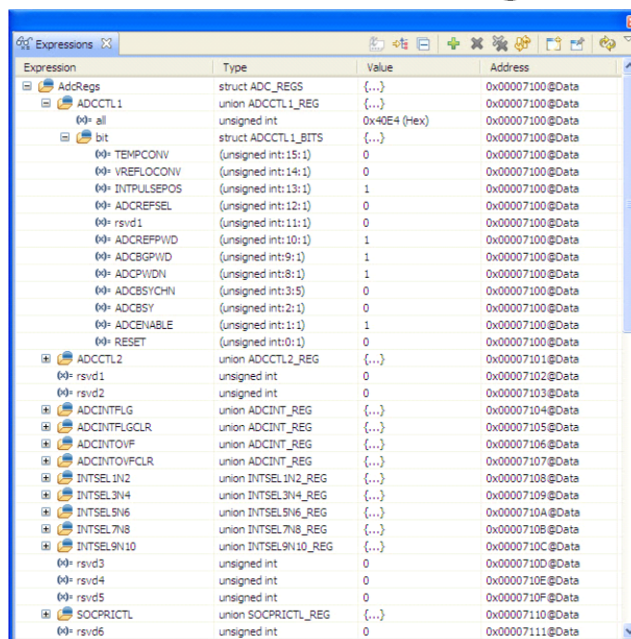 Expressions
Expression Type Value Address
AdcRegs struct ADC_REGS {...} 0x00007100@Data
ADCCTL1 union ADCCTL1_REG {...} 0x00007100@Data
(x)= all unsigned int 0x40E4 (Hex) 0x00007100@Data
bit struct ADCCTL1_BITS {...} 0x00007100@Data
(x)= TEMPCONV (unsigned int:15:1) 0 0x00007100@Data
(x)= VREFLOCONV (unsigned int:14:1) 0 0x00007100@Data
(x)= INTPULSEPOS (unsigned int:13:1) 1 0x00007100@Data
(x)= ADCREFSEL (unsigned int:12:1) 0 0x00007100@Data
(x)= rsvd1 (unsigned int:11:1) 0 0x00007100@Data
(x)= ADCREFPWD (unsigned int:10:1) 1 0x00007100@Data
(x)= ADCBGPWD (unsigned int:9:1) 1 0x00007100@Data
(x)= ADCPWDN (unsigned int:8:1) 1 0x00007100@Data
(x)= ADCBSYCHN (unsigned int:3:5) 0 0x00007100@Data
(x)= ADCBSY (unsigned int:2:1) 0 0x00007100@Data
(x)= ADCENABLE (unsigned int:1:1) 1 0x00007100@Data
(x)= RESET (unsigned int:0:1) 0 0x00007100@Data
ADCCTL2 union ADCCTL2_REG {...} 0x00007101@Data
(x)= rsvd1 unsigned int 0 0x00007102@Data
(x)= rsvd2 unsigned int 0 0x00007103@Data
ADCINTFLG union ADCINT_REG {...} 0x00007104@Data
ADCINTFLGCLR union ADCINT_REG {...} 0x00007105@Data
ADCINTOVF union ADCINT_REG {...} 0x00007106@Data
ADCINTOVFCLR union ADCINT_REG {...} 0x00007107@Data
INTSEL1N2 union INTSEL1N2_REG {...} 0x00007108@Data
INTSEL3N4 union INTSEL3N4_REG {...} 0x00007109@Data
INTSEL5N6 union INTSEL5N6_REG {...} 0x0000710A@Data
INTSEL7N8 union INTSEL7N8_REG {...} 0x0000710B@Data
INTSEL9N10 union INTSEL9N10_REG {...} 0x0000710C@Data
(x)= rsvd3 unsigned int 0 0x0000710D@Data
(x)= rsvd4 unsigned int 0 0x0000710E@Data
(x)= rsvd5 unsigned int 0 0x0000710F@Data
SOCPRICTL union SOCPRICTL_REG {...} 0x00007110@Data
(x)= rsvd6 unsigned int 0 0x00007111@Data